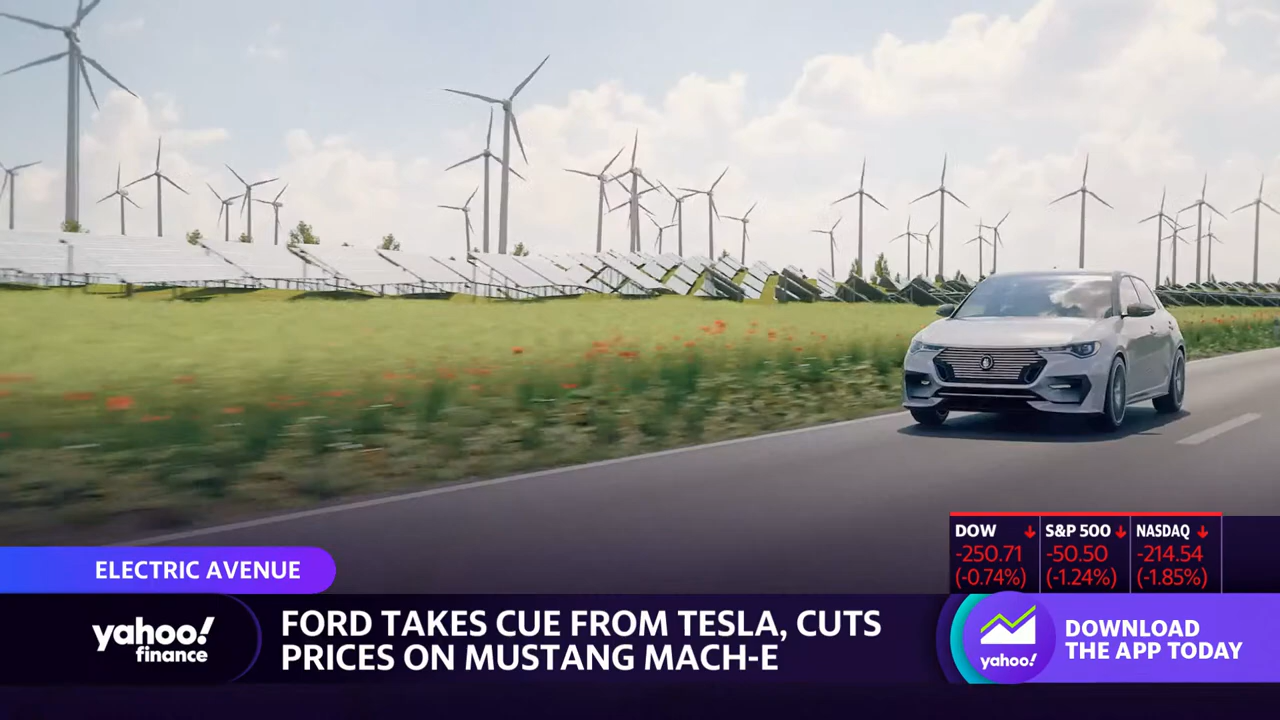 DOW
-250.71
(-0.74%)
S&P 500
-50.50
(-1.24%)
NASDAQ
-214.54
(-1.85%)
ELECTRIC AVENUE
yahoo!
finance
FORD TAKES CUE FROM TESLA, CUTS
PRICES ON MUSTANG MACH-E
yahoo!
DOWNLOAD
THE APP TODAY